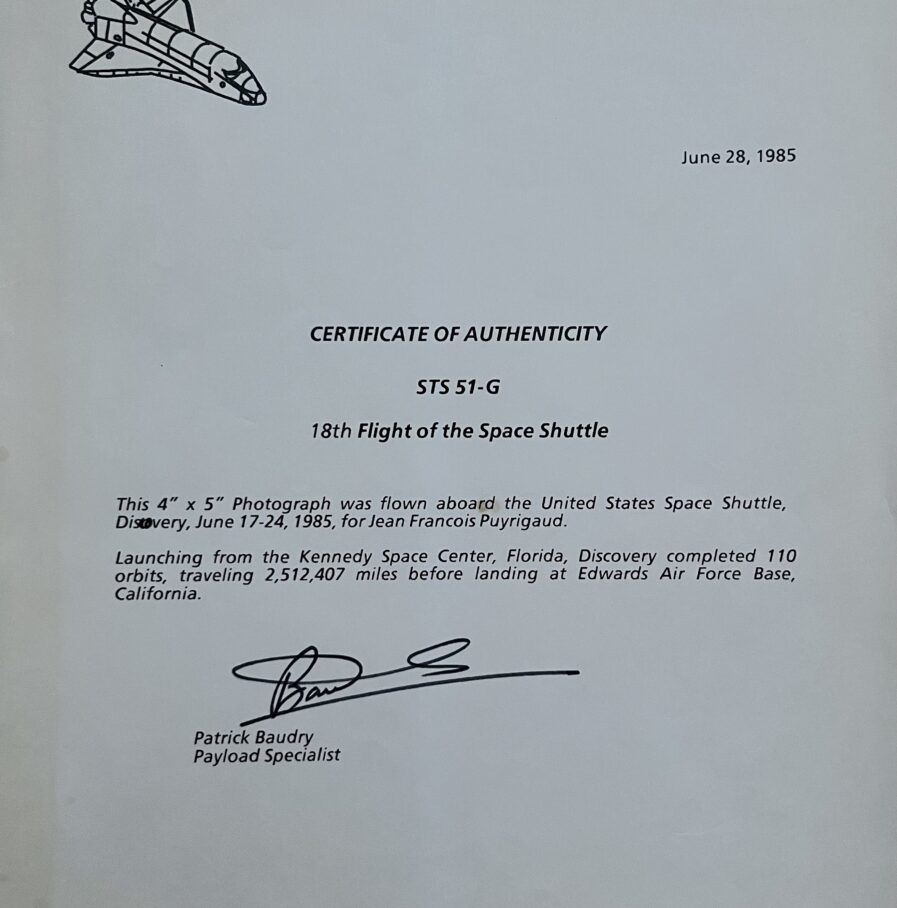 June 28, 1985
CERTIFICATE OF AUTHENTICITY
STS 51-G
18th Flight of the Space Shuttle
This 4” x 5” Photograph was flown aboard the United States Space Shuttle,
Discovery, June 17-24, 1985, for Jean Francois Puyrigaud.
Launching from the Kennedy Space Center, Florida, Discovery completed 110
orbits, traveling 2,512,407 miles before landing at Edwards Air Force Base,
California.
Patrick Baudry
Payload Specialist